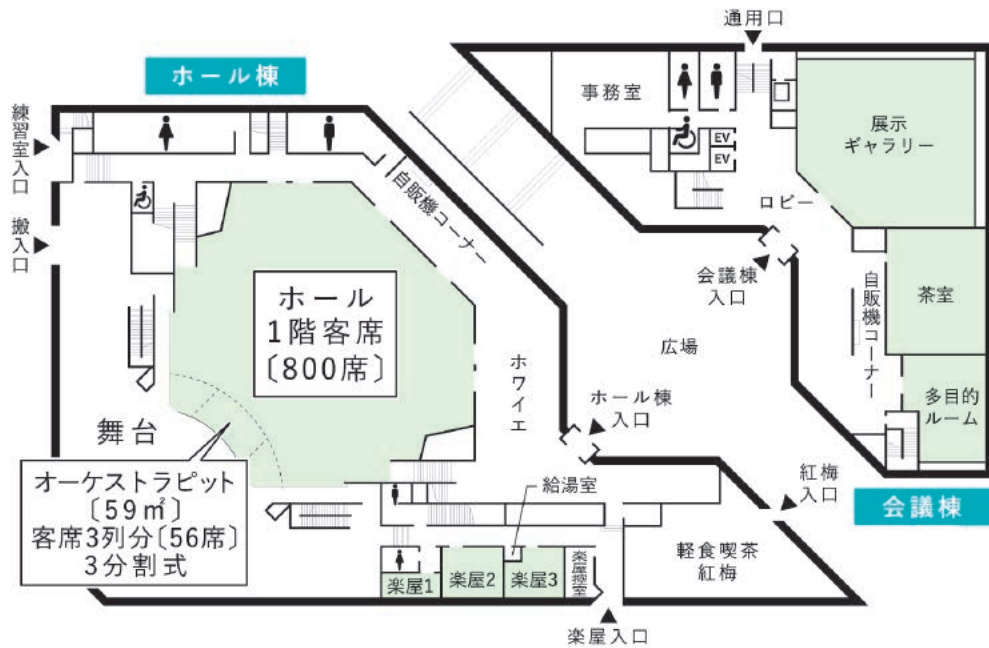 通用口
ホール棟
事務室
EV
EV
展示
ギャラリー
練習室入口
搬入口
自販機コーナー
ロビー
会議棟
入口
自販機コーナー
茶室
ホール
1階客席
〔800席〕
広場
ホワイエ
ホール棟
入口
多目的
ルーム
舞台
オーケストラピット
〔59㎡〕
客席3列分〔56席〕
3分割式
給湯室
紅梅
入口
会議棟
軽食喫茶
紅梅
楽屋1
楽屋2
楽屋3
楽屋控室
楽屋入口